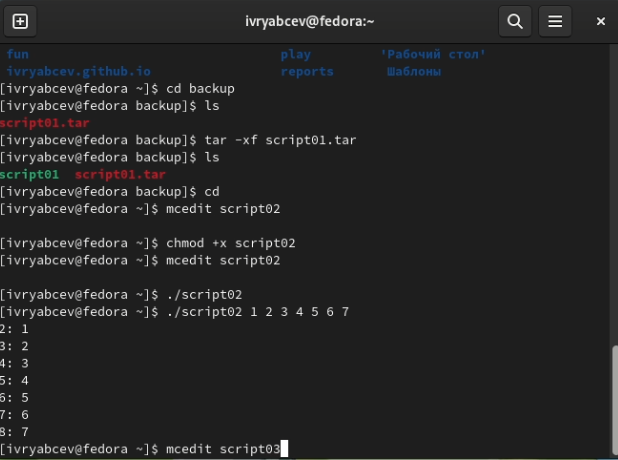 ivryabcev@fedora:~
fun play 'Рабочий стол'
ivryabcev.github.io reports Шаблоны
[ivryabcev@fedora ~]$ cd backup
[ivryabcev@fedora backup]$ ls
script01.tar
[ivryabcev@fedora backup]$ tar -xf script01.tar
[ivryabcev@fedora backup]$ ls
script01 script01.tar
[ivryabcev@fedora backup]$ cd
[ivryabcev@fedora ~]$ mcedit script02
[ivryabcev@fedora ~]$ chmod +x script02
[ivryabcev@fedora ~]$ mcedit script02
[ivryabcev@fedora ~]$ ./script02
[ivryabcev@fedora ~]$ ./script02 1 2 3 4 5 6 7
2: 1
3: 2
4: 3
5: 4
6: 5
7: 6
8: 7
[ivryabcev@fedora ~]$ mcedit script03